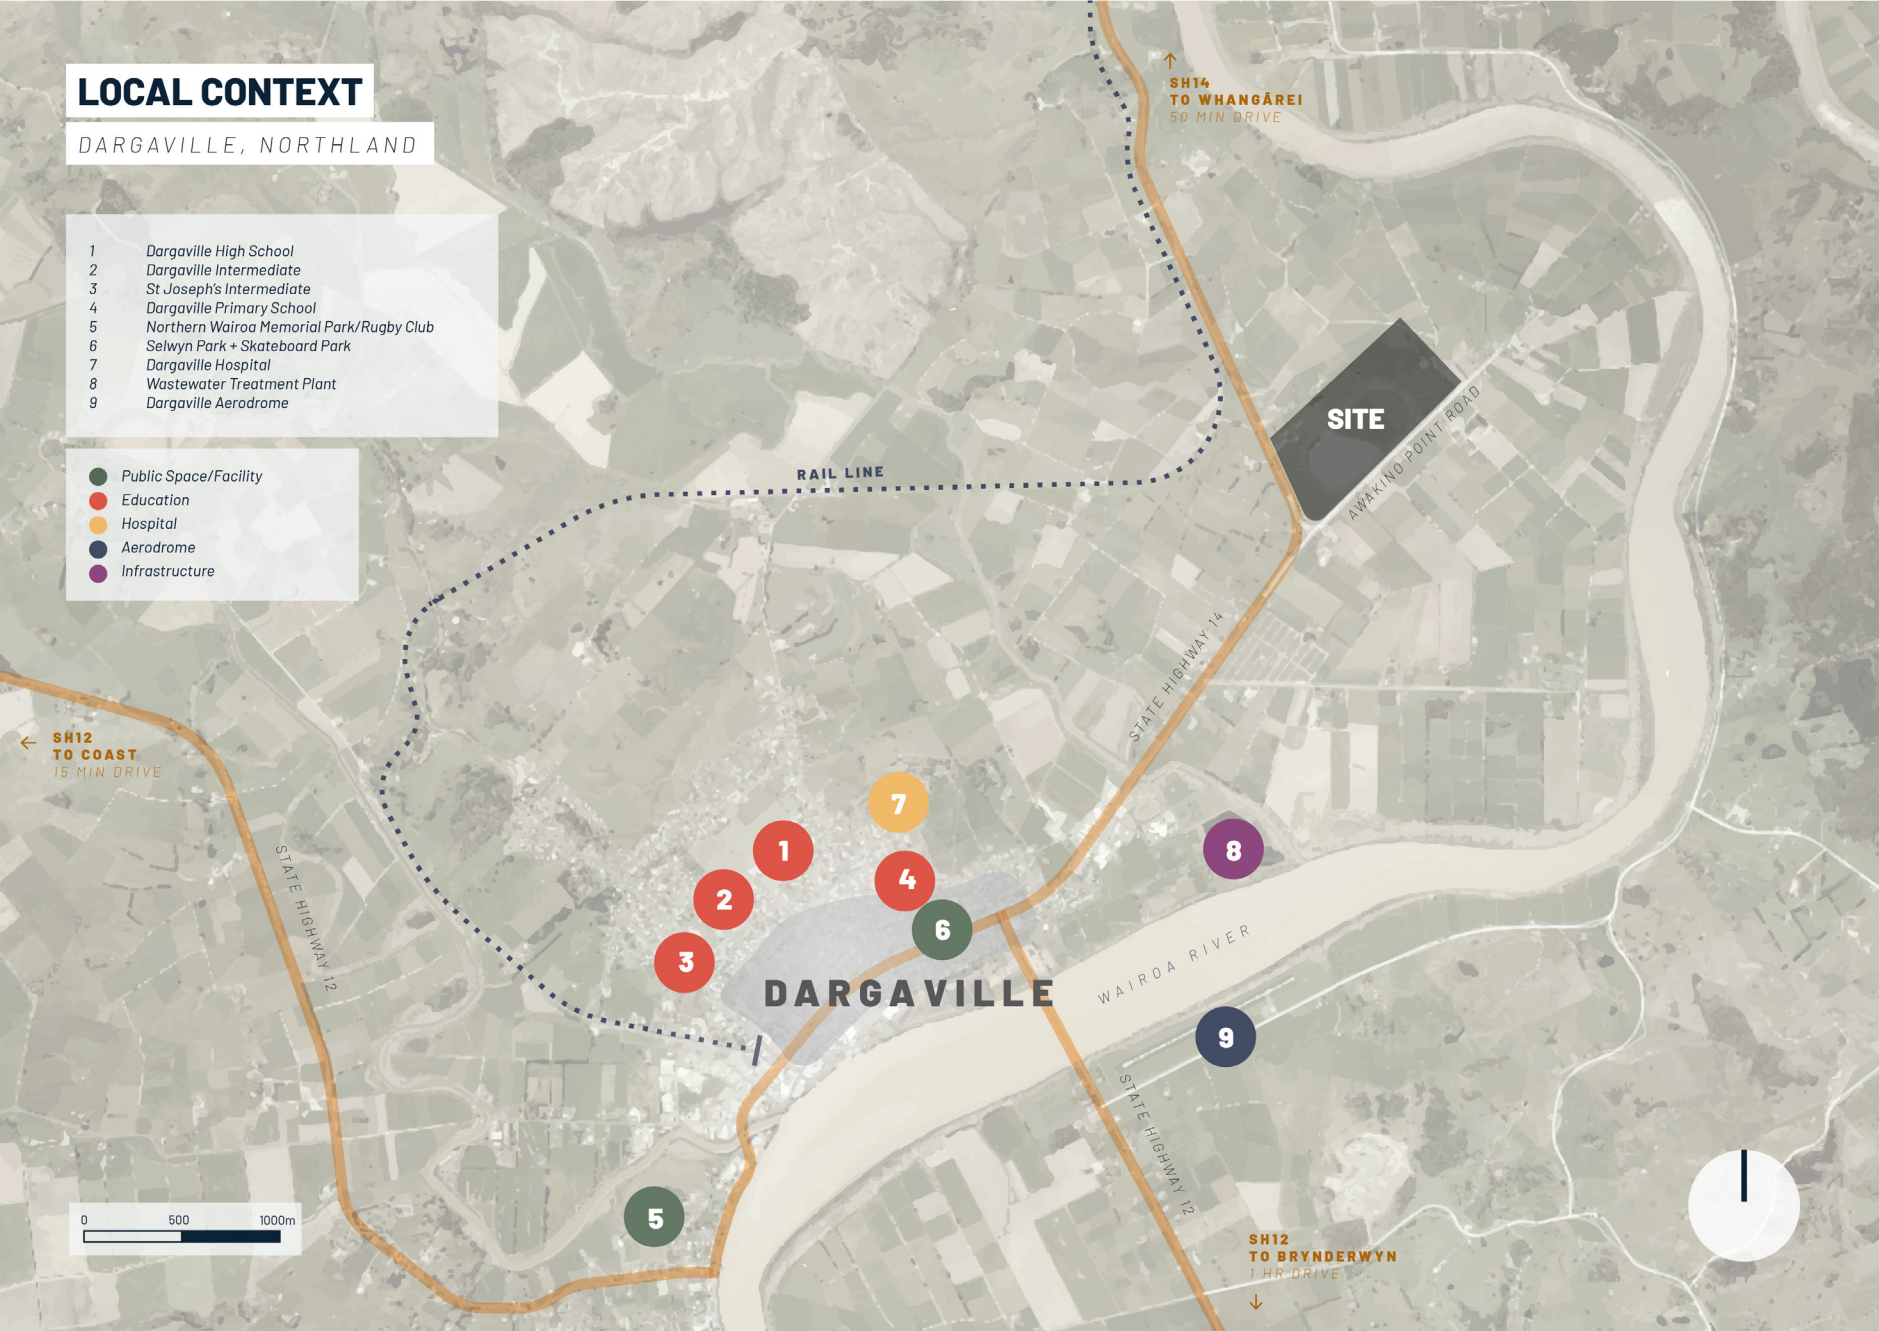 LOCAL CONTEXT
DARGAVILLE, NORTHLAND
1 Dargaville High School
2 Dargaville Intermediate
3 St Joseph's Intermediate
4 Dargaville Primary School
5 Northern Wairoa Memorial Park/Rugby Club
6 Selwyn Park + Skateboard Park
7 Dargaville Hospital
8 Wastewater Treatment Plant
9 Dargaville Aerodrome
Public Space/Facility
Education
Hospital
Aerodrome
Infrastructure
SH14
TO WHANGĀREI
50 MIN DRIVE
SITE
AWAKINO POINT ROAD
RAIL LINE
STATE HIGHWAY 14
← SH12
TO COAST
15 MIN DRIVE
STATE HIGHWAY 12
7
1
4
2
6
3
8
DARGAVILLE
WAIROA RIVER
9
STATE HIGHWAY 12
5
0 500 1000m
SH12
TO BRYNDERWYN
1 HR DRIVE